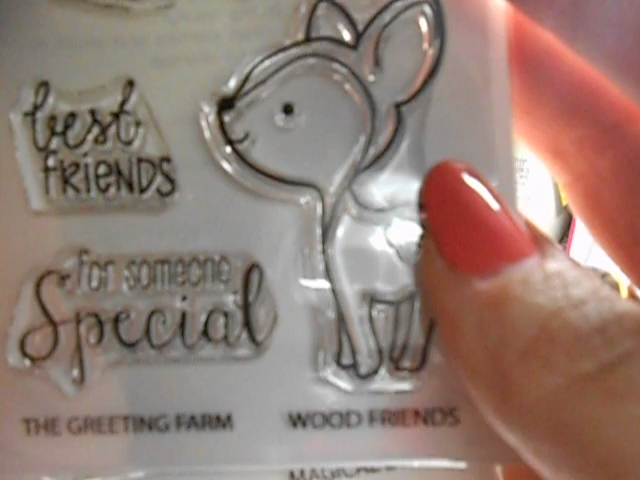 best
FRIENDS
For someone
Special
THE GREETING FARM
WOOD FRIENDS